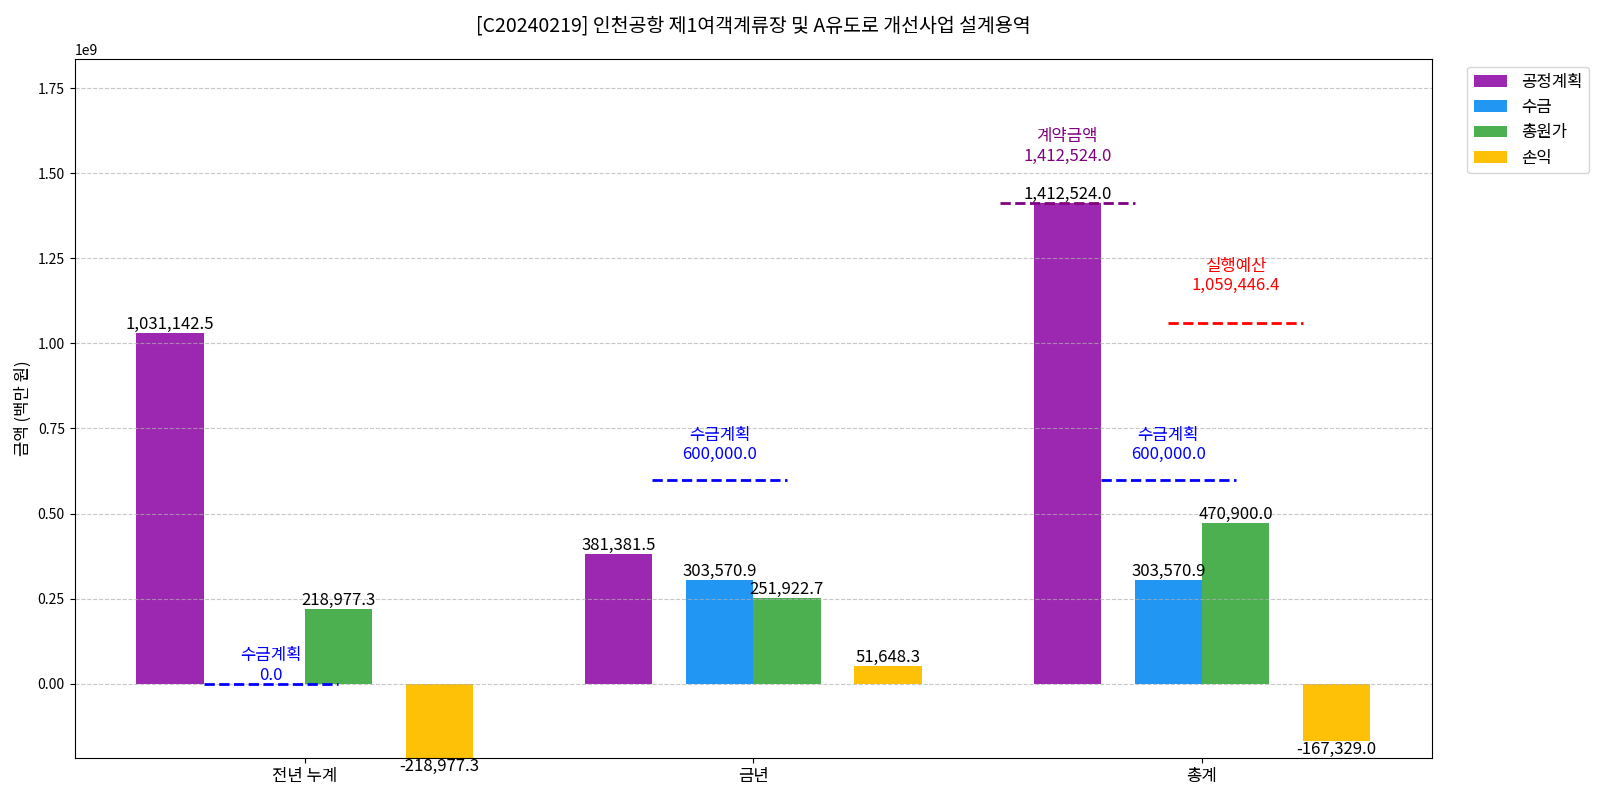 [C20240219] 인천공항 제1여객계류장 및 A유도로 개선사업 설계용역
1e9
1.75
1.50
1.25
1.00
0.75
0.50
0.25
0.00
금액 (백만 원)
1,031,142.5
수금계획
0.0
218,977.3
-218,977.3
381,381.5
수금계획
600,000.0
303,570.9
251,922.7
51,648.3
계약금액
1,412,524.0
1,412,524.0
실행예산
1,059,446.4
수금계획
600,000.0
303,570.9
470,900.0
-167,329.0
전년 누계
금년
총계
공정계획
수금
총원가
손익